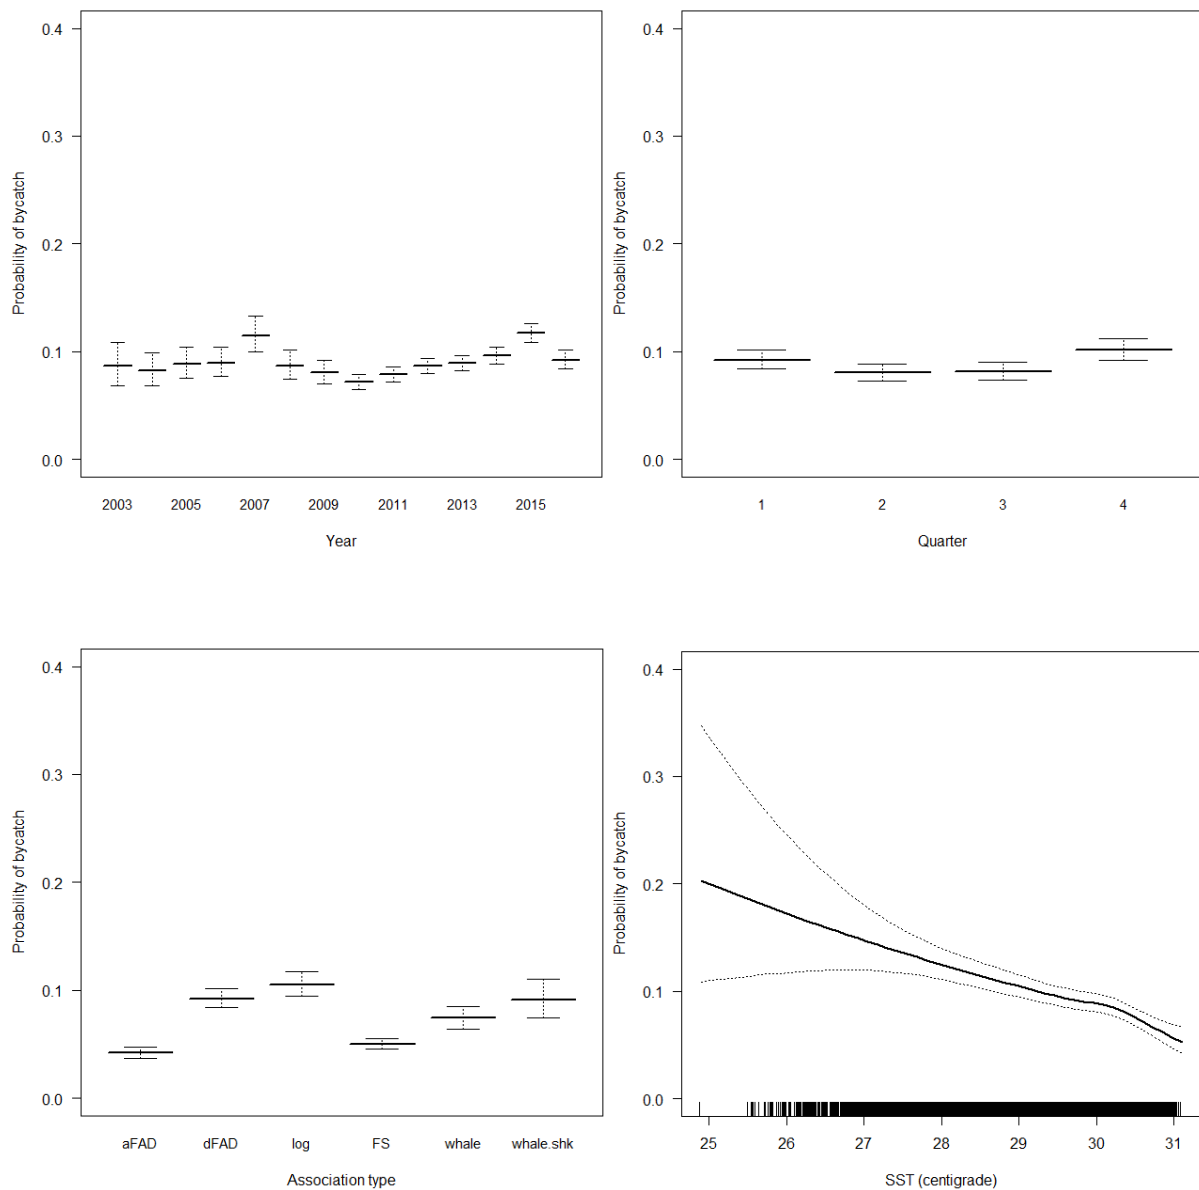 0.4
0.3
0.2
0.1
0.0
Probability of bycatch
2003 2005 2007 2009 2011 2013 2015
Year
0.4
0.3
0.2
0.1
0.0
Probability of bycatch
1 2 3 4
Quarter
0.4
0.3
0.2
0.1
0.0
Probability of bycatch
aFAD dFAD log FS whale whale.shk
Association type
0.4
0.3
0.2
0.1
0.0
Probability of bycatch
25 26 27 28 29 30 31
SST (centigrade)